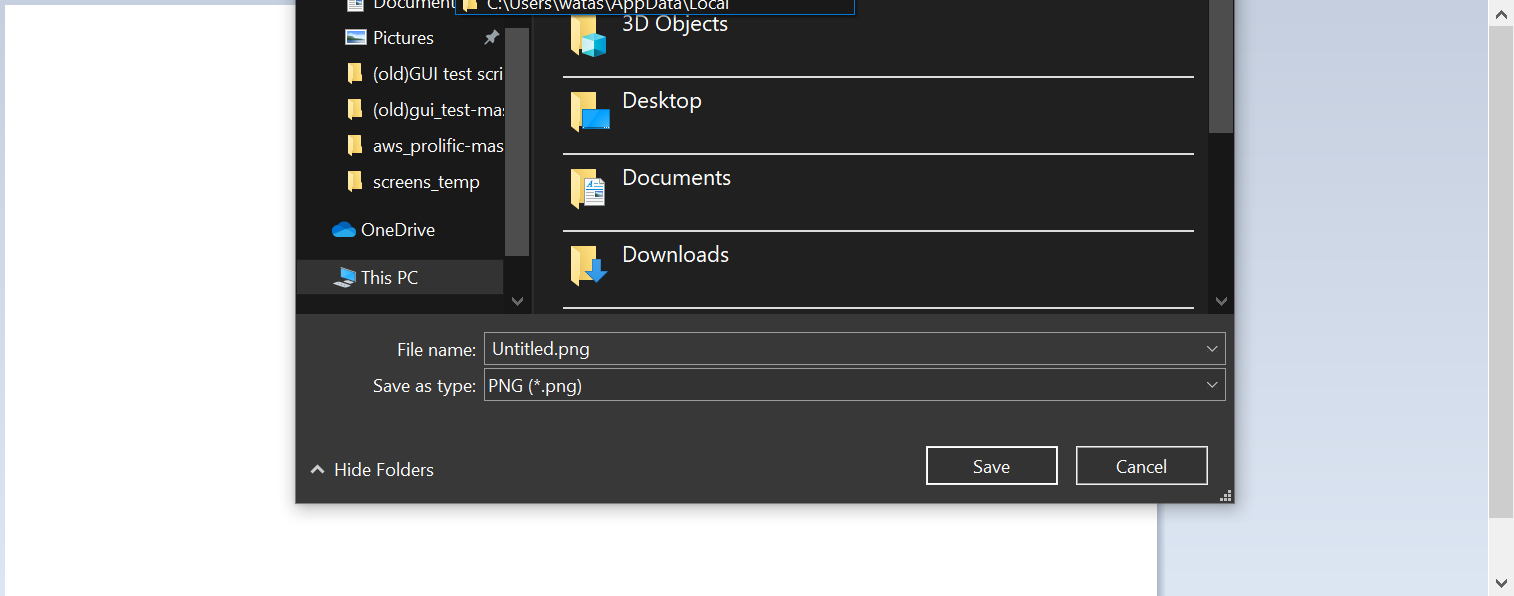 Document
C:\Users\watas\AppData\Local
Pictures
(old)GUI test scri
(old)gui_test-mas
aws_prolific-mas
screens_temp
OneDrive
This PC
3D Objects
Desktop
Documents
Downloads
File name: Untitled.png
Save as type: PNG (*.png)
Hide Folders
Save
Cancel